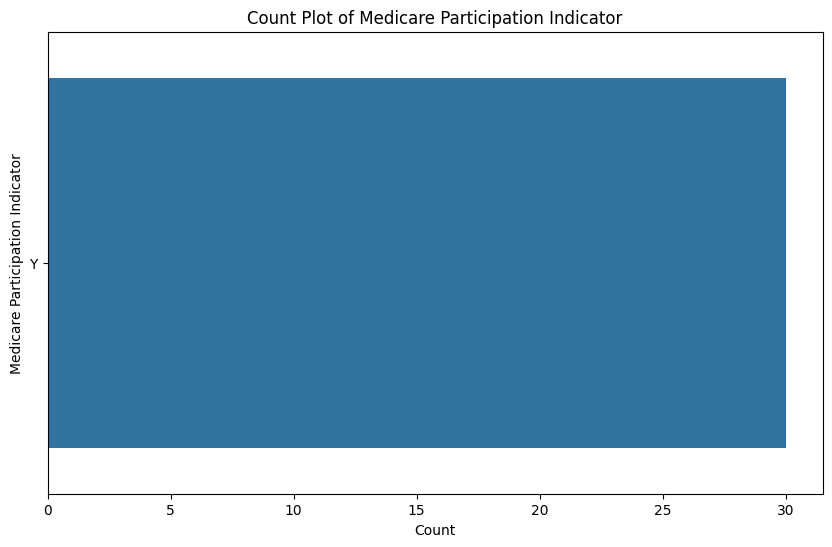 Count Plot of Medicare Participation Indicator
Medicare Participation Indicator
Y
0 5 10 15 20 25 30
Count